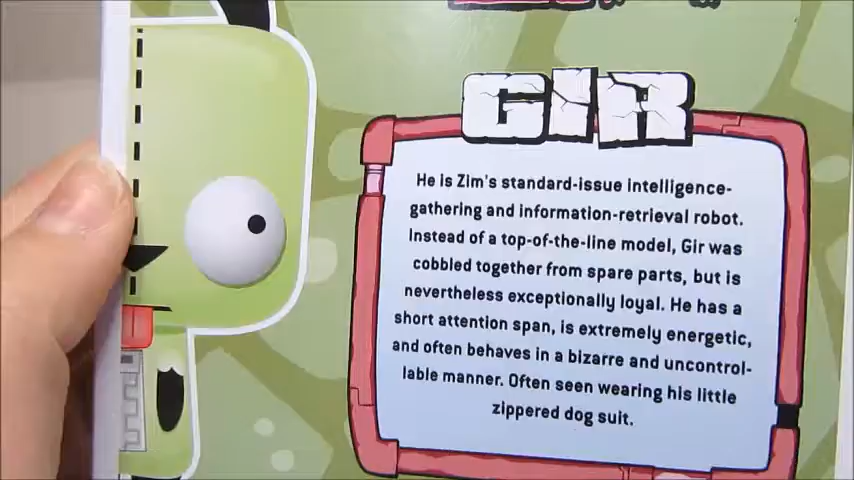 GIR
He is Zim's standard-issue intelligence-
gathering and information-retrieval robot.
Instead of a top-of-the-line model, Gir was
cobbled together from spare parts, but is
nevertheless exceptionally loyal. He has a
short attention span, is extremely energetic,
and often behaves in a bizarre and uncontrol-
lable manner. Often seen wearing his little
zippered dog suit.